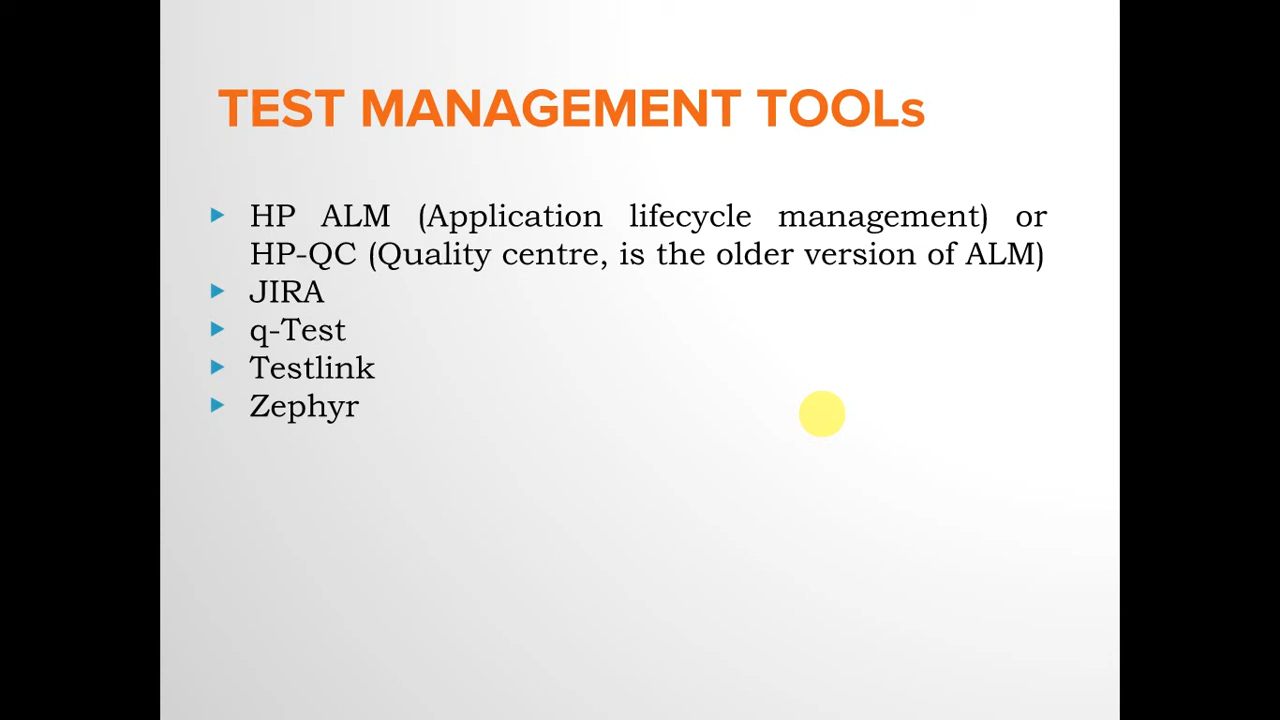 TEST MANAGEMENT TOOLs
HP ALM (Application lifecycle management) or
HP-QC (Quality centre, is the older version of ALM)
JIRA
q-Test
Testlink
Zephyr